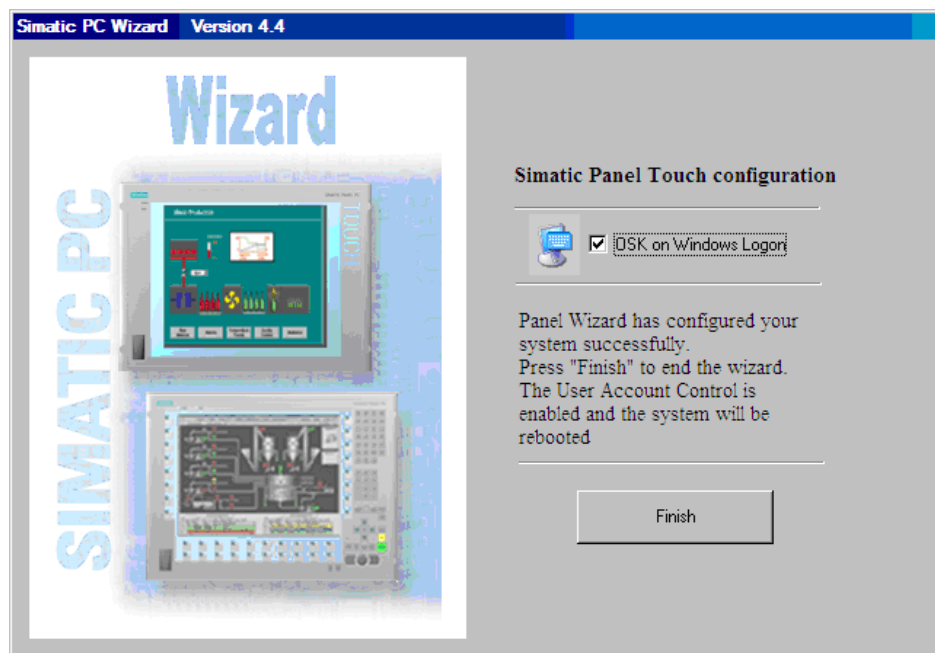 Simatic PC Wizard Version 4.4
Wizard
SIMATIC PC
TOUCH
Simatic Panel Touch configuration
OSK on Windows Logon
Panel Wizard has configured your
system successfully.
Press "Finish" to end the wizard.
The User Account Control is
enabled and the system will be
rebooted
Finish